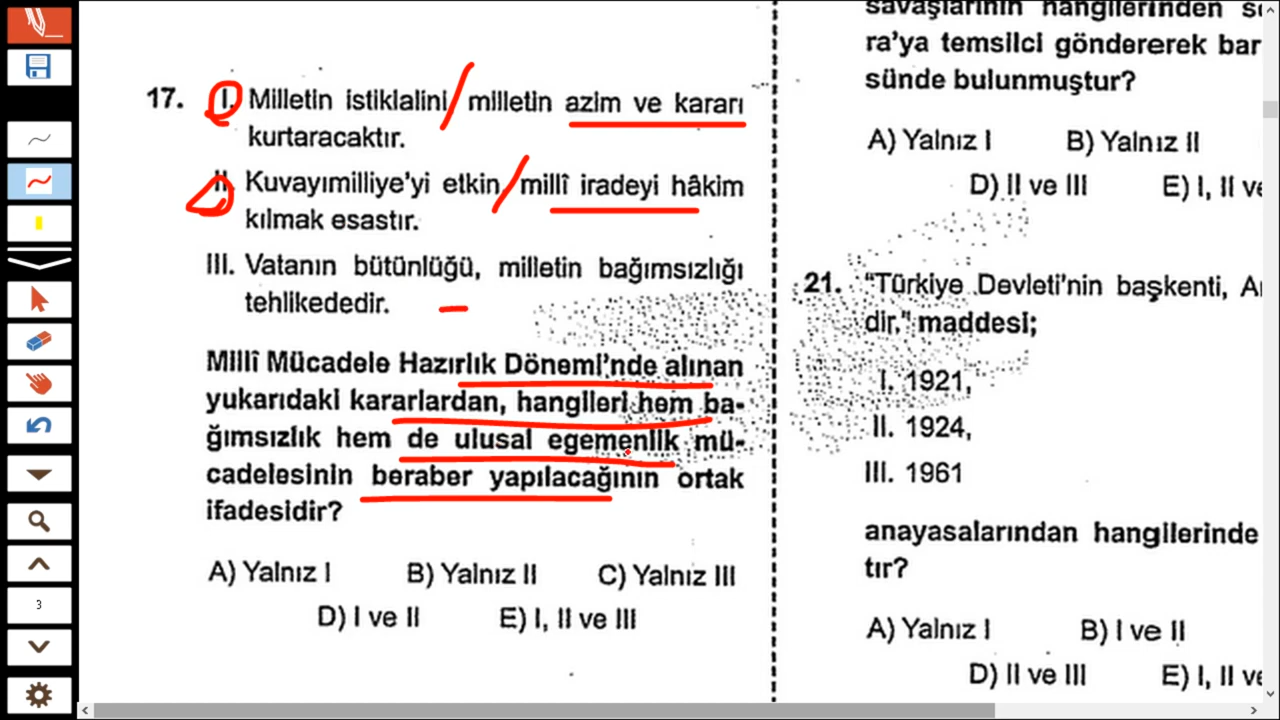 17. I. Milletin istiklalini milletin azim ve kararı
kurtaracaktır.
II. Kuvayımilliye'yi etkin, millî iradeyi hâkim
kılmak esastır.
III. Vatanın bütünlüğü, milletin bağımsızlığı
tehlikededir.
Millî Mücadele Hazırlık Dönemi'nde alınan
yukarıdaki kararlardan, hangileri hem ba-
ğımsızlık hem de ulusal egemenlik mü-
cadelesinin beraber yapılacağının ortak
ifadesidir?
A) Yalnız I B) Yalnız II C) Yalnız III
D) I ve II E) I, II ve III
savaşlarının hangilerinden
ra'ya temsilci göndererek bar
sünde bulunmuştur?
A) Yalnız I B) Yalnız II
D) II ve III E) I, II ve
21. "Türkiye Devleti'nin başkenti,
dir." maddesi;
I. 1921,
II. 1924,
III. 1961
anayasalarından hangilerinde
tır?
A) Yalnız I B) I ve II
D) II ve III E) I, II ve
3